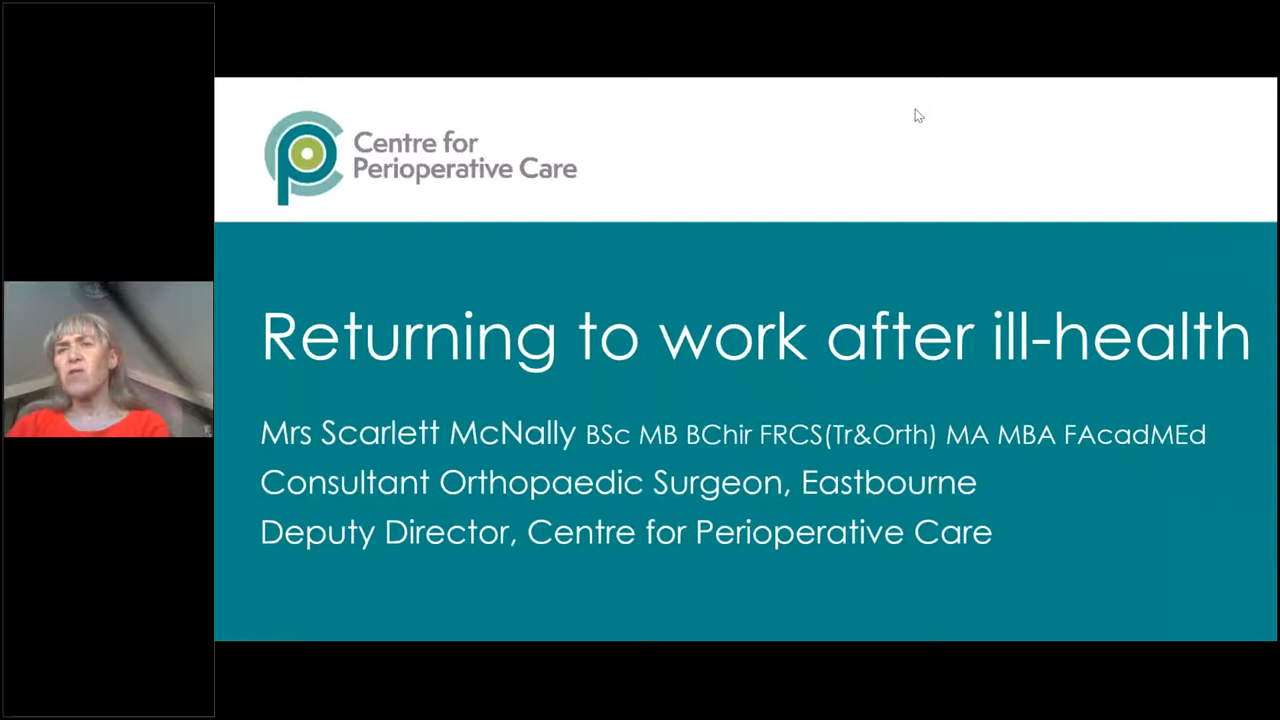 Centre for
Perioperative Care
Returning to work after ill-health
Mrs Scarlett McNally BSc MB BChir FRCS(Tr&Orth) MA MBA FAcadMEd
Consultant Orthopaedic Surgeon, Eastbourne
Deputy Director, Centre for Perioperative Care